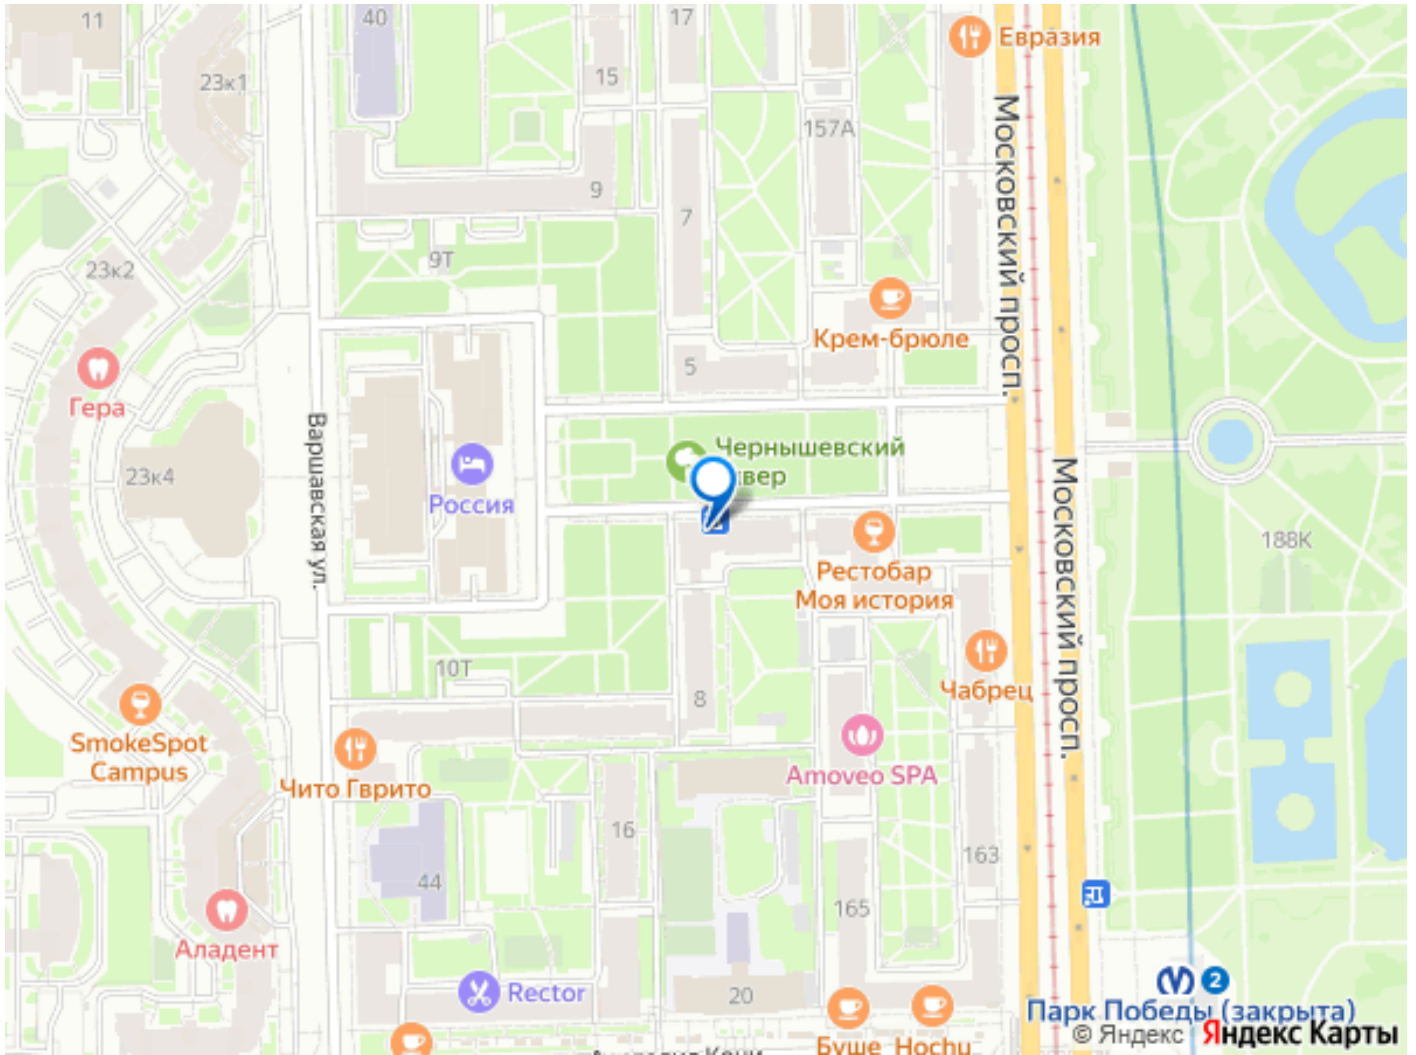 11
40
17
Евразия
23к1
15
157А
Московский просп.
9
7
9Т
23к2
Крем-брюле
5
Гера
Варшавская ул.
Чернышевский
сквер
23к4
Россия
Московский просп.
188К
Рестобар
Моя история
10Т
8
Чабрец
SmokeSpot
Campus
Чито Гврито
Amoveo SPA
16
44
163
165
Аладент
Rector
20
2
Парк Победы (закрыта)
Буше
Hochu
© Яндекс Яндекс Карты